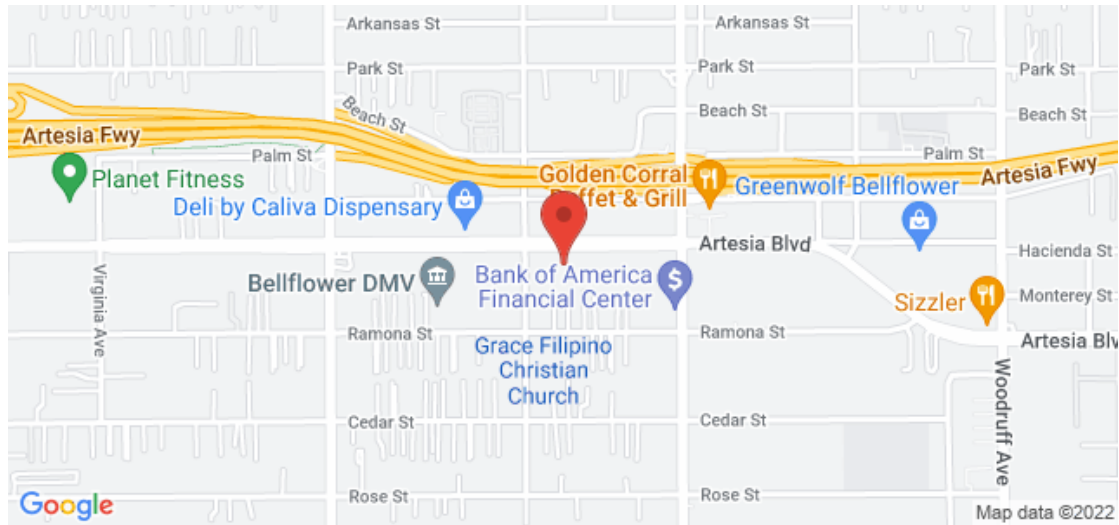 Arkansas St
Arkansas St
Park St
Park St
Park St
Beach St
Beach St
Beach St
Artesia Fwy
Palm St
Palm St
Artesia Fwy
Planet Fitness
Golden Corral
Buffet & Grill
Greenwolf Bellflower
Deli by Caliva Dispensary
Artesia Blvd
Hacienda St
Bellflower DMV
Bank of America
Financial Center
Virginia Ave
Sizzler
Monterey St
Ramona St
Ramona St
Artesia Blv
Grace Filipino
Christian
Church
Woodruff Ave
Cedar St
Cedar St
Rose St
Rose St
Google
Map data ©2022